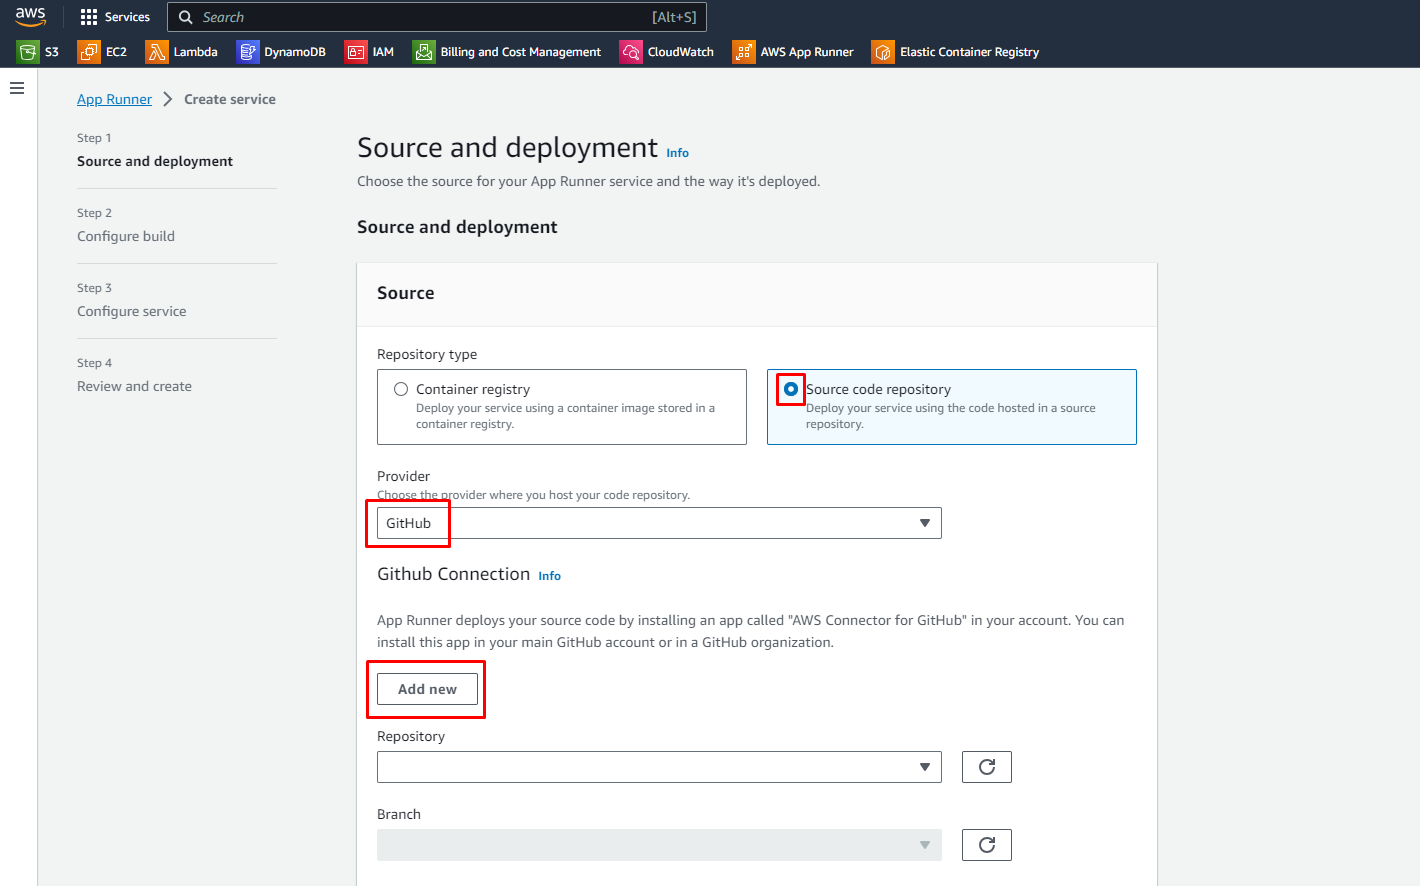 aws
Services
Search
[Alt+S]
S3
EC2
Lambda
DynamoDB
IAM
Billing and Cost Management
CloudWatch
AWS App Runner
Elastic Container Registry
App Runner
Create service
Step 1
Source and deployment
Step 2
Configure build
Step 3
Configure service
Step 4
Review and create
Source and deployment Info
Choose the source for your App Runner service and the way it's deployed.
Source and deployment
Source
Repository type
Container registry
Deploy your service using a container image stored in a
container registry.
Source code repository
Deploy your service using the code hosted in a source
repository.
Provider
Choose the provider where you host your code repository.
GitHub
Github Connection Info
App Runner deploys your source code by installing an app called "AWS Connector for GitHub" in your account. You can
install this app in your main GitHub account or in a GitHub organization.
Add new
Repository
Branch